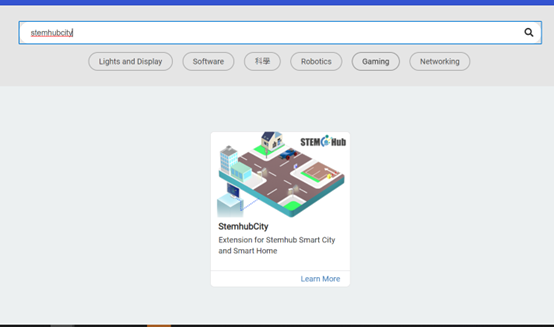 stemhubcity
Lights and Display
Software
科學
Robotics
Gaming
Networking
STEM Hub
StemhubCity
Extension for Stemhub Smart City
and Smart Home
Learn More